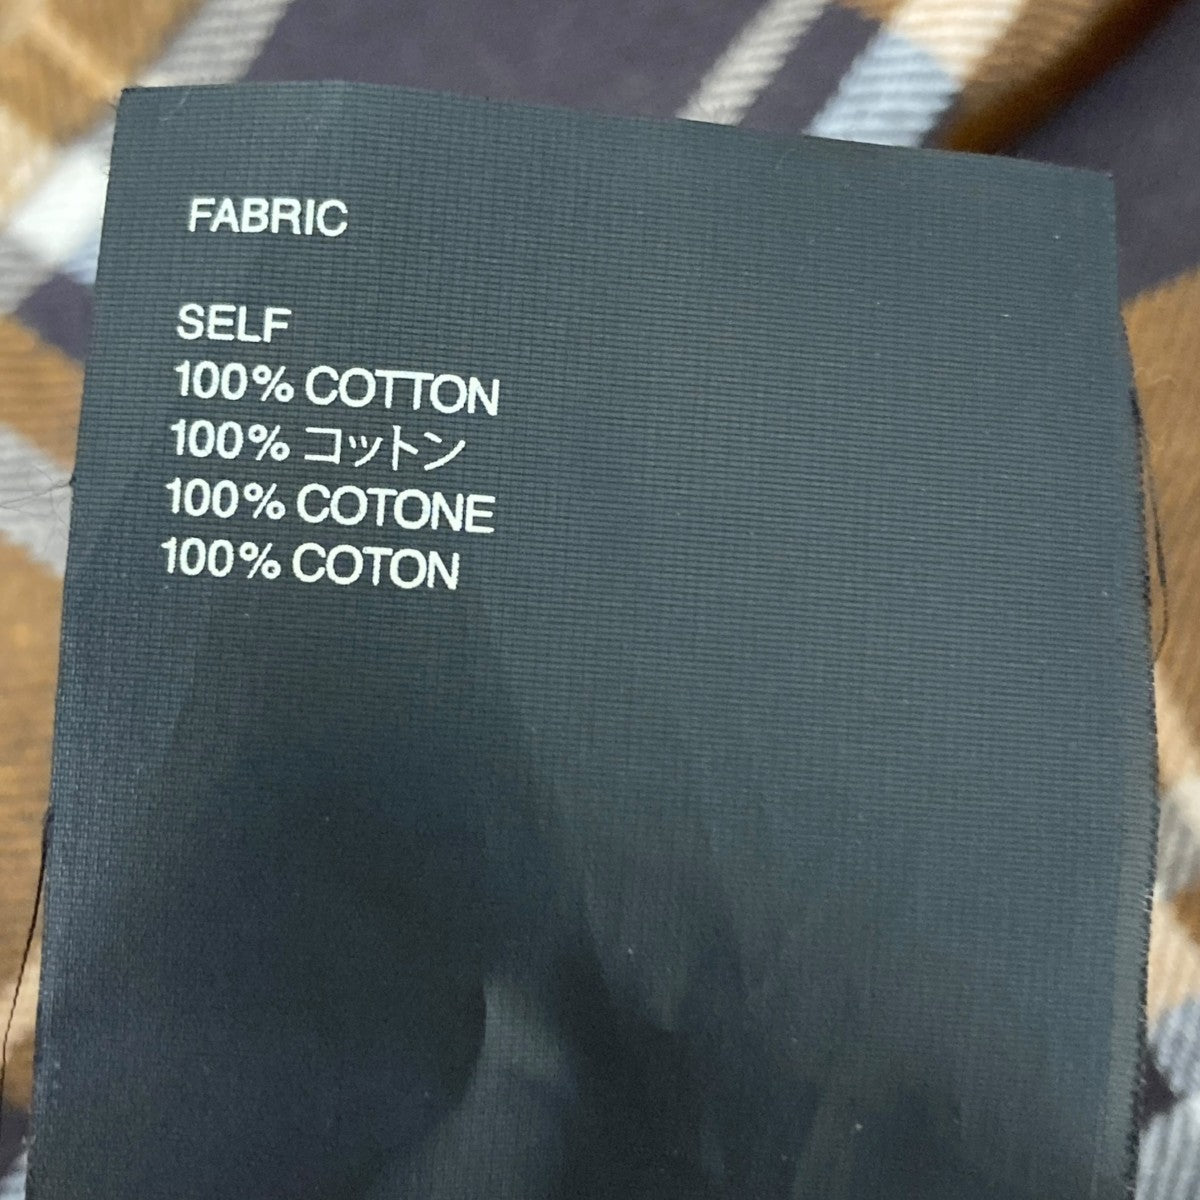 FABRIC
SELF
100% COTTON
100% コットン
100% COTONE
100% COTON